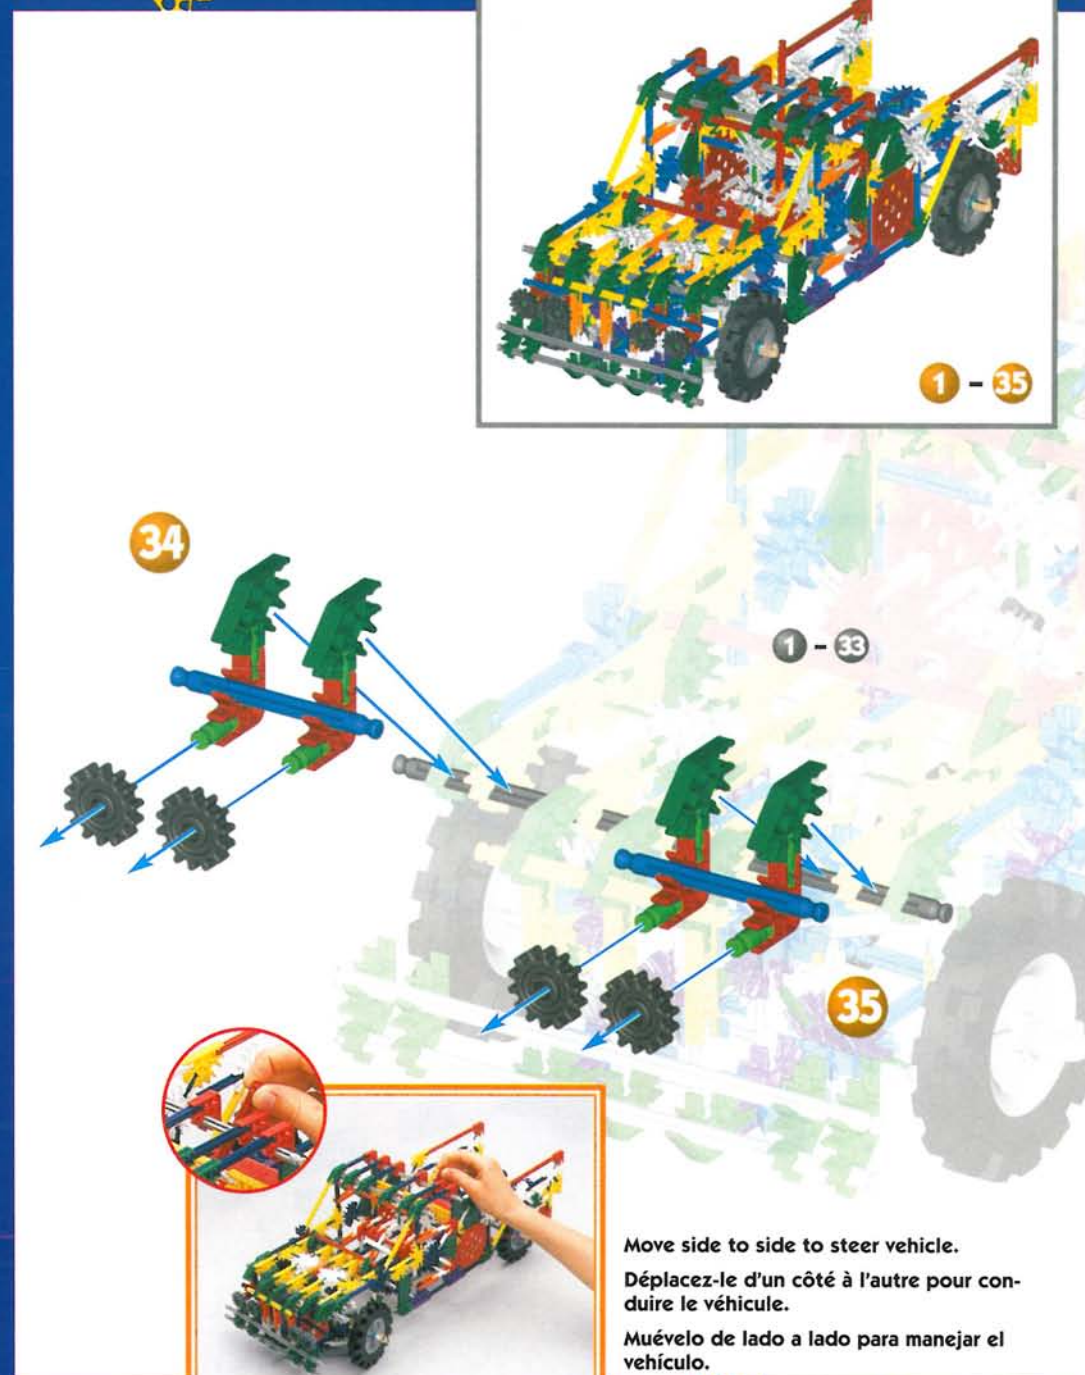 1 - 35
34
1 - 33
35
Move side to side to steer vehicle.
Déplacez-le d'un côté à l'autre pour con-
duire le véhicule.
Muévelo de lado a lado para manejar el
vehículo.